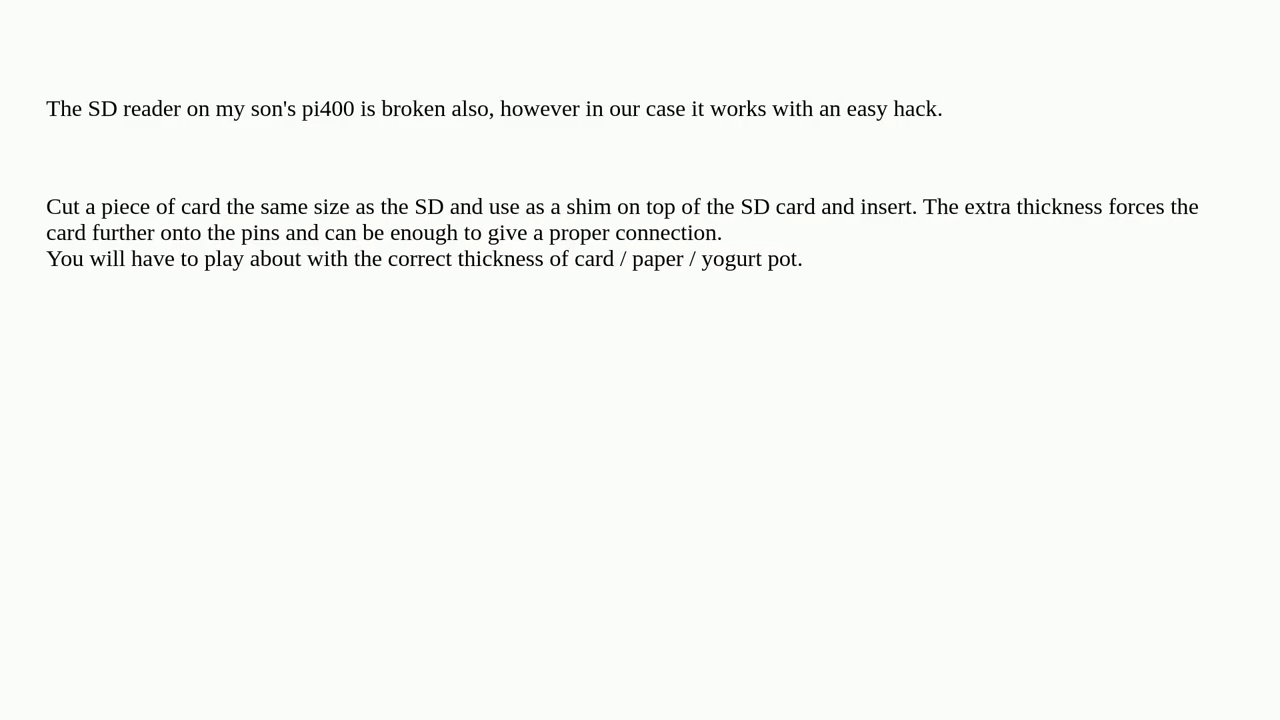 The SD reader on my son's pi400 is broken also, however in our case it works with an easy hack.
Cut a piece of card the same size as the SD and use as a shim on top of the SD card and insert. The extra thickness forces the
card further onto the pins and can be enough to give a proper connection.
You will have to play about with the correct thickness of card / paper / yogurt pot.